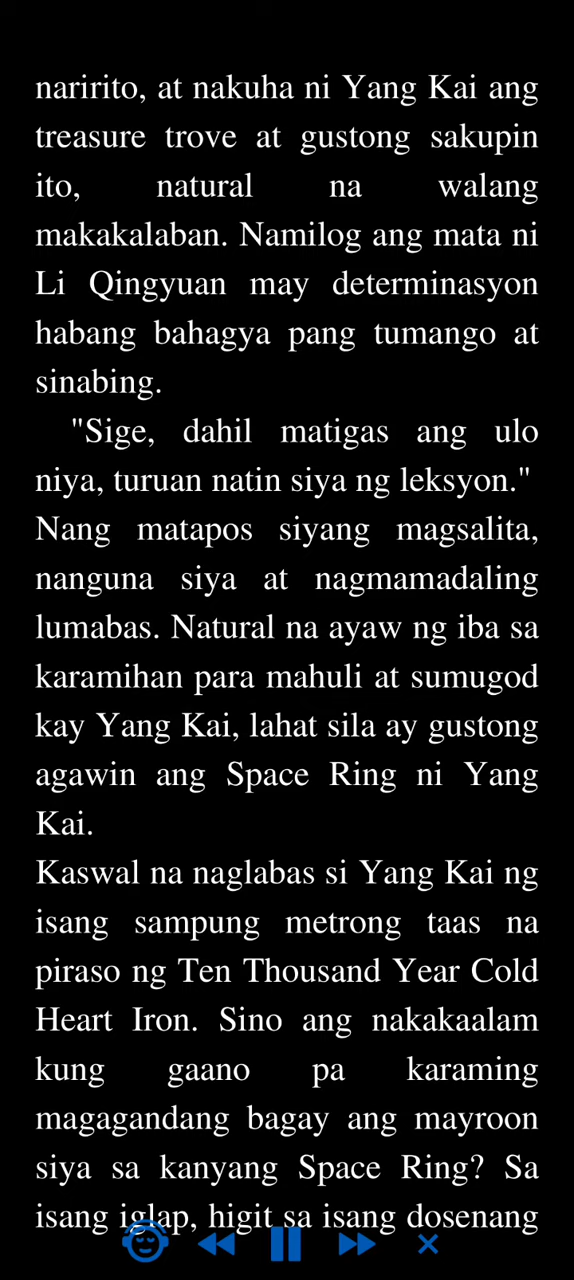 naririto, at nakuha ni Yang Kai ang
treasure trove at gustong sakupin
ito, natural na walang
makakalaban. Namilog ang mata ni
Li Qingyuan may determinasyon
habang bahagya pang tumango at
sinabing.
"Sige, dahil matigas ang ulo
niya, turuan natin siya ng leksyon."
Nang matapos siyang magsalita,
nanguna siya at nagmamadaling
lumabas. Natural na ayaw ng iba sa
karamihan para mahuli at sumugod
kay Yang Kai, lahat sila ay gustong
agawin ang Space Ring ni Yang
Kai.
Kaswal na naglabas si Yang Kai ng
isang sampung metrong taas na
piraso ng Ten Thousand Year Cold
Heart Iron. Sino ang nakakaalam
kung gaano pa karaming
magagandang bagay ang mayroon
siya sa kanyang Space Ring? Sa
isang iglap, higit sa isang dosenang